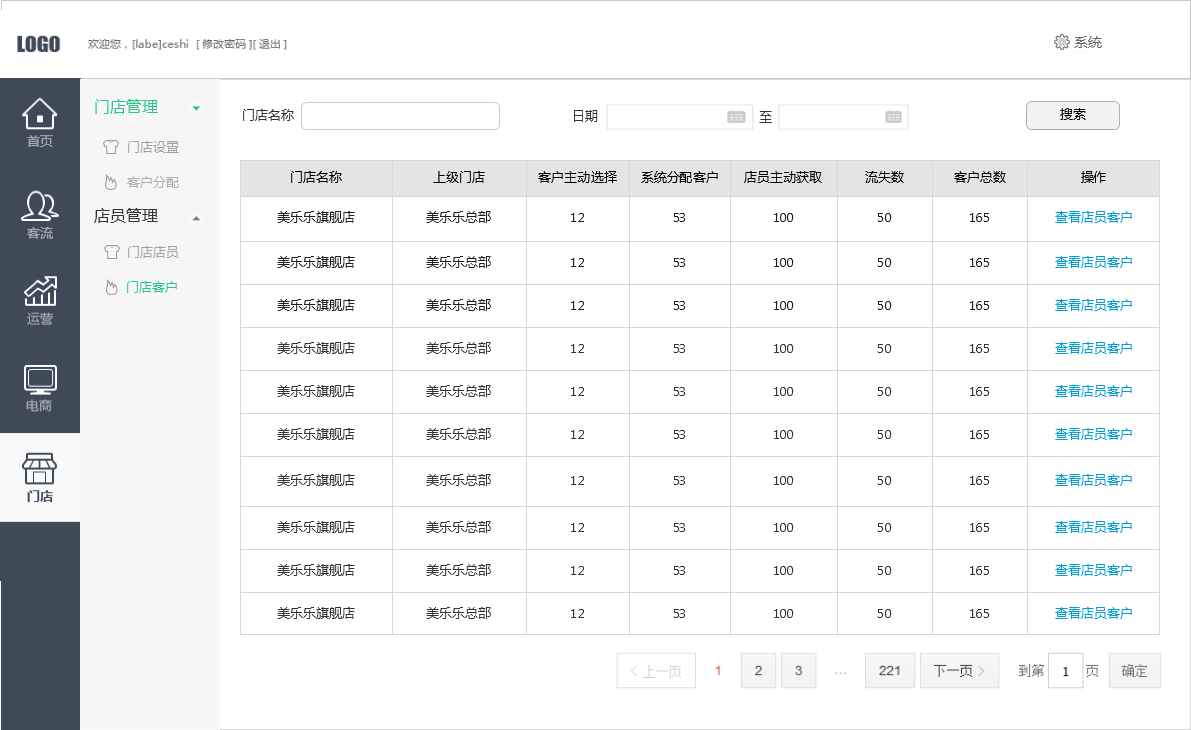 LOGO 欢迎您，[labe]ceshi [ 修改密码 ][ 退出 ] 系统
首页
客流
运营
电商
门店
门店管理
门店设置
客户分配
店员管理
门店店员
门店客户
门店名称 日期 至 搜索
门店名称 上级门店 客户主动选择 系统分配客户 店员主动获取 流失数 客户总数 操作
美乐乐旗舰店 美乐乐总部 12 53 100 50 165 查看店员客户
美乐乐旗舰店 美乐乐总部 12 53 100 50 165 查看店员客户
美乐乐旗舰店 美乐乐总部 12 53 100 50 165 查看店员客户
美乐乐旗舰店 美乐乐总部 12 53 100 50 165 查看店员客户
美乐乐旗舰店 美乐乐总部 12 53 100 50 165 查看店员客户
美乐乐旗舰店 美乐乐总部 12 53 100 50 165 查看店员客户
美乐乐旗舰店 美乐乐总部 12 53 100 50 165 查看店员客户
美乐乐旗舰店 美乐乐总部 12 53 100 50 165 查看店员客户
美乐乐旗舰店 美乐乐总部 12 53 100 50 165 查看店员客户
美乐乐旗舰店 美乐乐总部 12 53 100 50 165 查看店员客户
<上一页 1 2 3 ... 221 下一页> 到第 1 页 确定